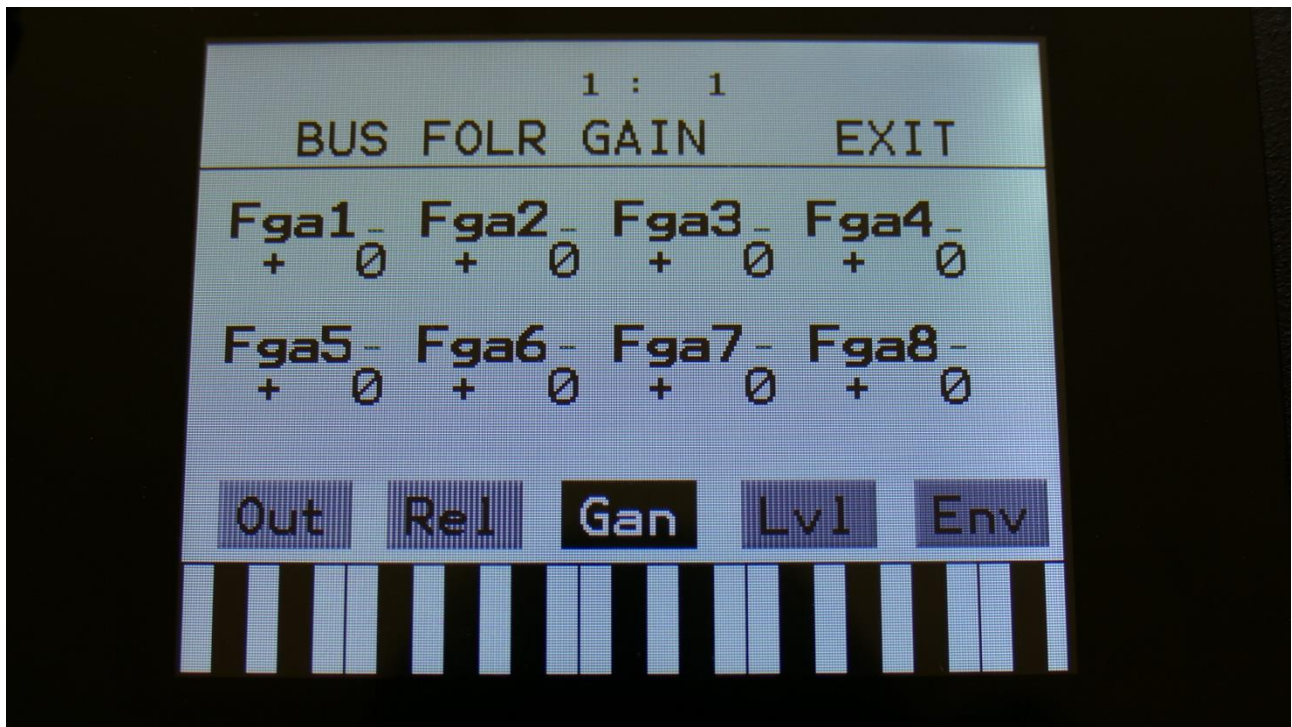 1 : 1
BUS FOLR GAIN EXIT
Fga1 - Fga2 - Fga3 - Fga4 -
+ 0 + 0 + 0 + 0
Fga5 - Fga6 - Fga7 - Fga8 -
+ 0 + 0 + 0 + 0
Out Rel Gan Lvl Env